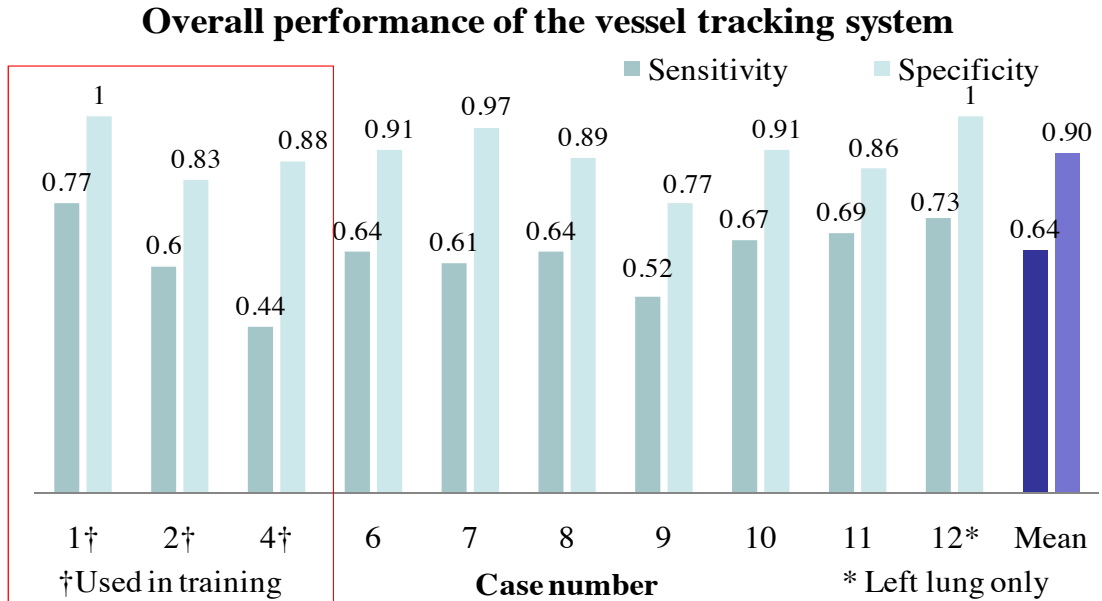 Overall performance of the vessel tracking system
Sensitivity Specificity
0.77 1
0.6 0.83
0.44 0.88
0.64 0.91
0.61 0.97
0.64 0.89
0.52 0.77
0.67 0.91
0.69 0.86
0.73 1
0.64 0.90
1† 2† 4† 6 7 8 9 10 11 12* Mean
†Used in training Case number * Left lung only